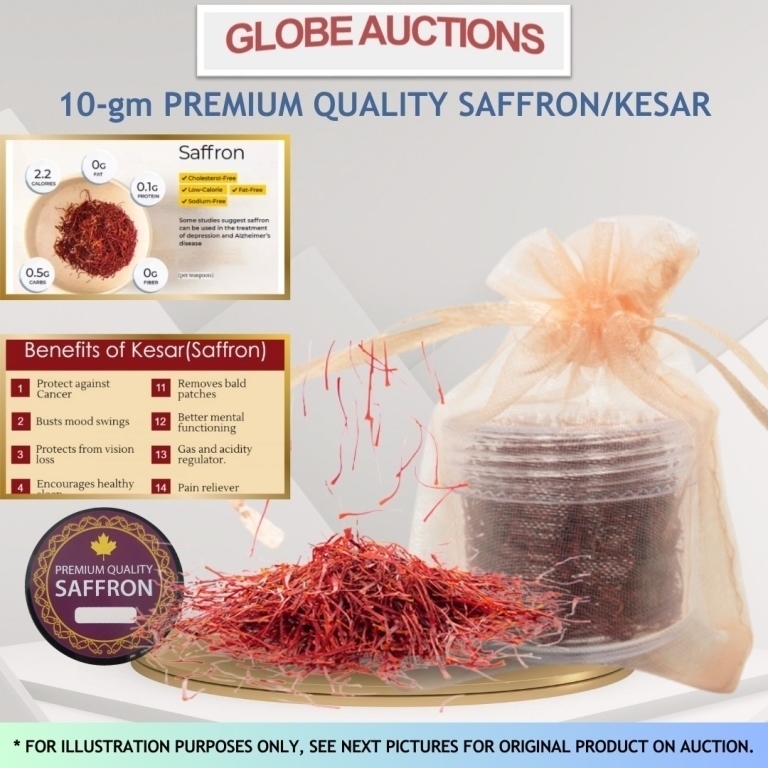 GLOBE AUCTIONS
10-gm PREMIUM QUALITY SAFFRON/KESAR
Saffron
2.2
CALORIES
0G
FAT
0.1G
PROTEIN
0.5G
CARBS
0G
FIBER
✓ Cholesterol-Free
✓ Low-Calorie ✓ Fat-Free
✓ Sodium-Free
Some studies suggest saffron
can be used in the treatment
of depression and Alzheimer's
disease
(per teaspoon)
Benefits of Kesar(Saffron)
1 Protect against
Cancer
2 Busts mood swings
3 Protects from vision
loss
4 Encourages healthy
sleep
11 Removes bald
patches
12 Better mental
functioning
13 Gas and acidity
regulator.
14 Pain reliever
PREMIUM QUALITY
SAFFRON
* FOR ILLUSTRATION PURPOSES ONLY, SEE NEXT PICTURES FOR ORIGINAL PRODUCT ON AUCTION.